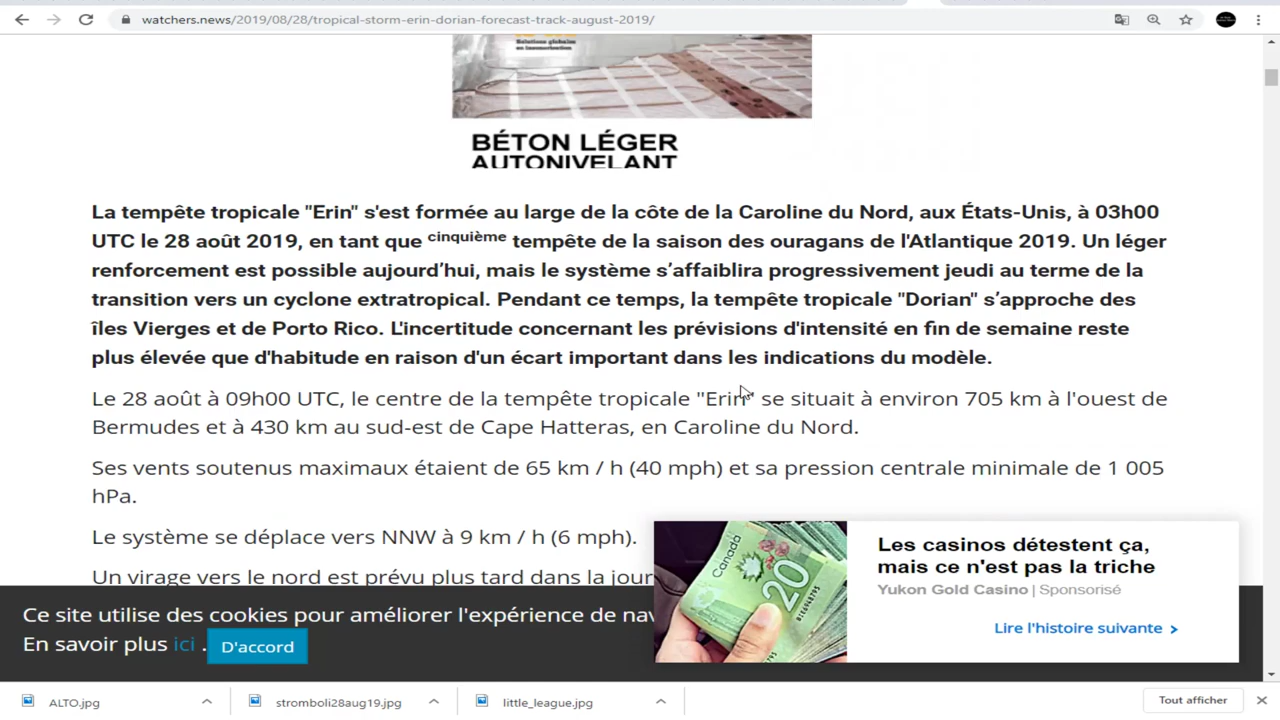 watchers.news/2019/08/28/tropical-storm-erin-dorian-forecast-track-august-2019/
Solutions globales
en insonorisation
BÉTON LÉGER
AUTONIVELANT
La tempête tropicale "Erin" s'est formée au large de la côte de la Caroline du Nord, aux États-Unis, à 03h00
UTC le 28 août 2019, en tant que cinquième tempête de la saison des ouragans de l'Atlantique 2019. Un léger
renforcement est possible aujourd’hui, mais le système s’affaiblira progressivement jeudi au terme de la
transition vers un cyclone extratropical. Pendant ce temps, la tempête tropicale "Dorian" s’approche des
îles Vierges et de Porto Rico. L'incertitude concernant les prévisions d'intensité en fin de semaine reste
plus élevée que d'habitude en raison d'un écart important dans les indications du modèle.
Le 28 août à 09h00 UTC, le centre de la tempête tropicale "Erin" se situait à environ 705 km à l'ouest de
Bermudes et à 430 km au sud-est de Cape Hatteras, en Caroline du Nord.
Ses vents soutenus maximaux étaient de 65 km / h (40 mph) et sa pression centrale minimale de 1 005
hPa.
Le système se déplace vers NNW à 9 km / h (6 mph).
Un virage vers le nord est prévu plus tard dans la jour
Canada
20
Les casinos détestent ça,
mais ce n'est pas la triche
Yukon Gold Casino | Sponsorisé
Lire l'histoire suivante
Ce site utilise des cookies pour améliorer l'expérience de nav
En savoir plus ici .
D'accord
ALTO.jpg
stromboli28aug19.jpg
little_league.jpg
Tout afficher